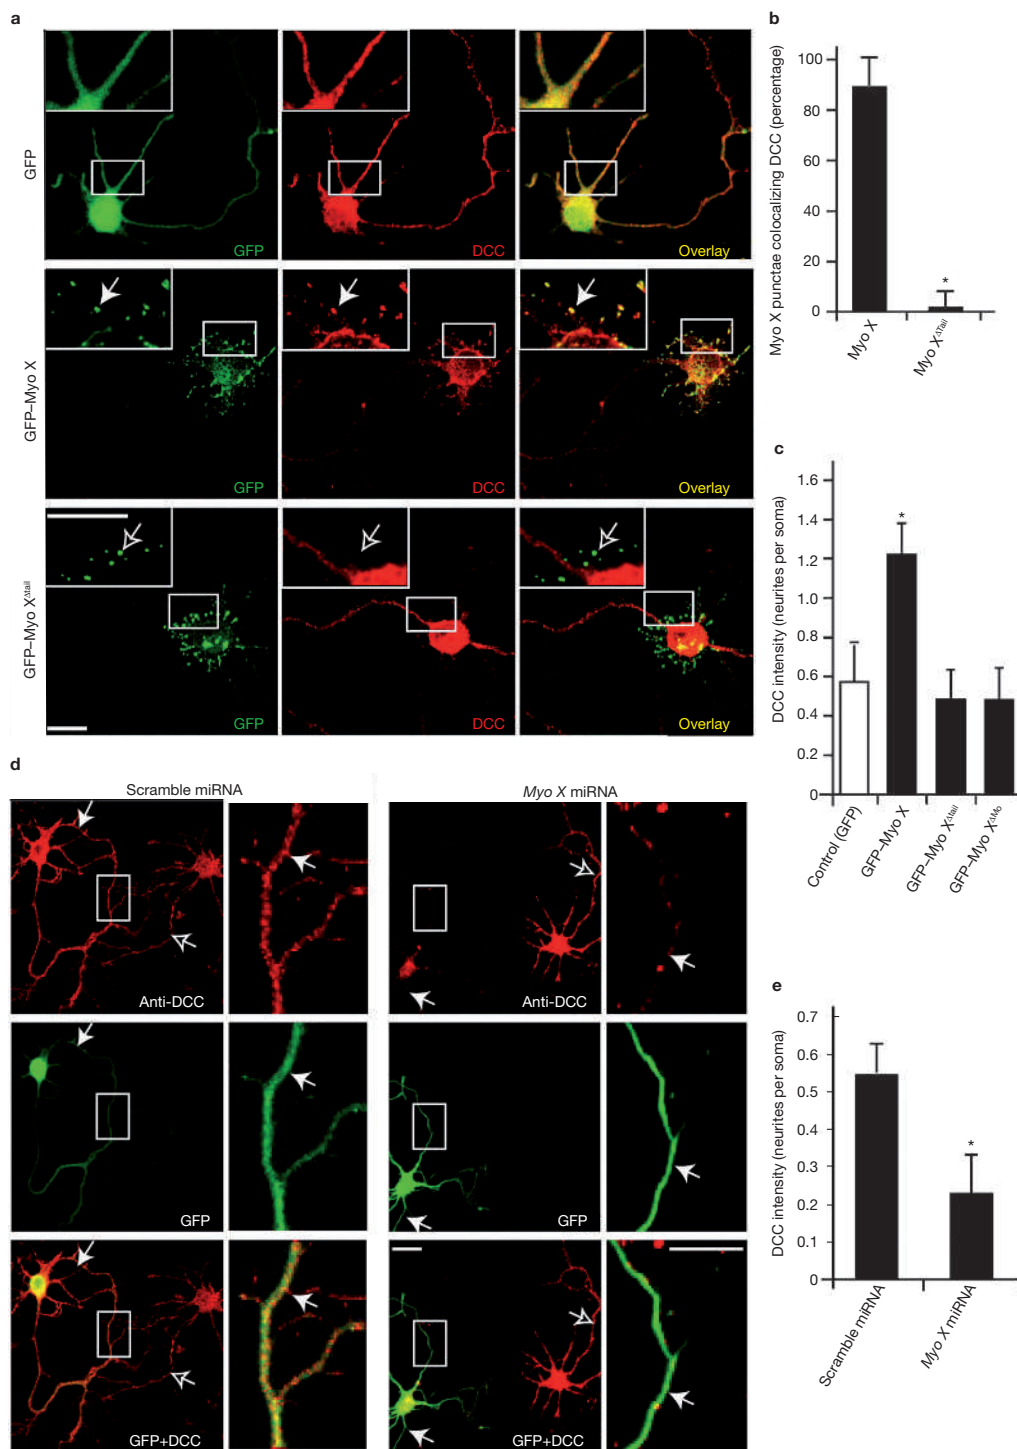 a
GFP
GFP
DCC
Overlay
GFP–Myo X
GFP
DCC
Overlay
GFP–Myo XΔtail
GFP
DCC
Overlay
b
Myo X punctae colocalizing DCC (percentage)
100
80
60
40
20
0
*
Myo X
Myo XΔTail
c
DCC intensity (neurites per soma)
1.6
1.4
1.2
1.0
0.8
0.6
0.4
0.2
0
*
Control (GFP)
GFP–Myo X
GFP–Myo XΔtail
GFP–Myo XΔMo
d
Scramble miRNA
Myo X miRNA
Anti-DCC
Anti-DCC
GFP
GFP
GFP+DCC
GFP+DCC
e
DCC intensity (neurites per soma)
0.7
0.6
0.5
0.4
0.3
0.2
0.1
0
*
Scramble miRNA
Myo X miRNA